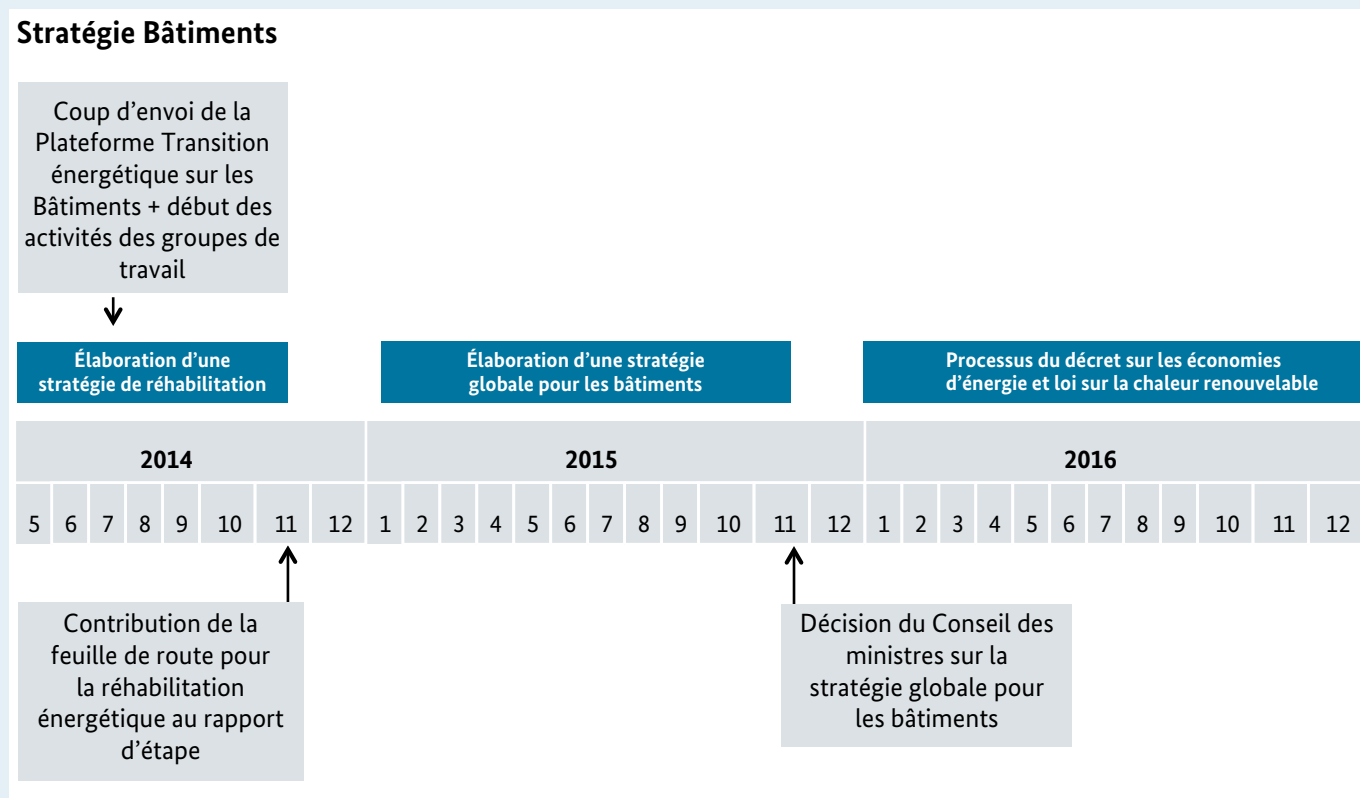 Stratégie Bâtiments
Coup d’envoi de la
Plateforme Transition
énergétique sur les
Bâtiments + début des
activités des groupes de
travail
Élaboration d’une
stratégie de réhabilitation
Élaboration d’une stratégie
globale pour les bâtiments
Processus du décret sur les économies
d’énergie et loi sur la chaleur renouvelable
2014 2015 2016
5 6 7 8 9 10 11 12 1 2 3 4 5 6 7 8 9 10 11 12 1 2 3 4 5 6 7 8 9 10 11 12
Contribution de la
feuille de route pour
la réhabilitation
énergétique au rapport
d’étape
Décision du Conseil des
ministres sur la
stratégie globale pour
les bâtiments